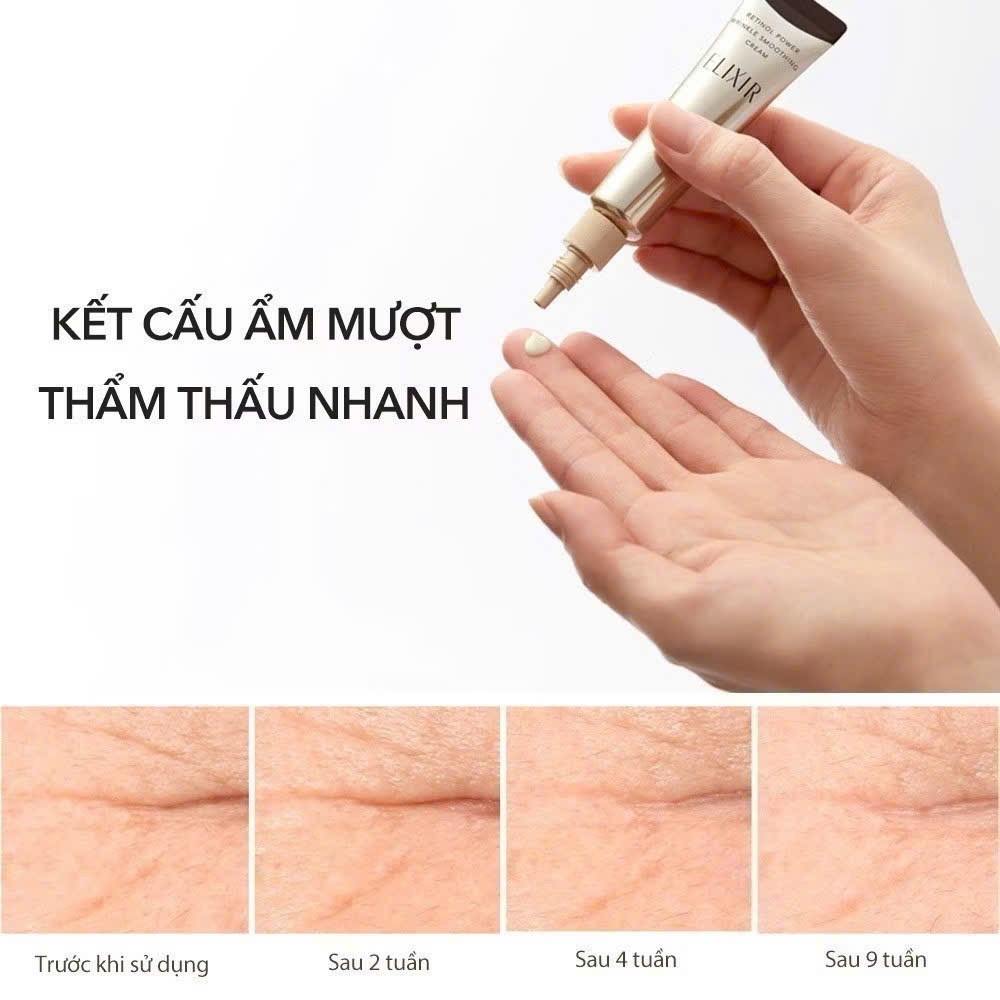 RETINOL POWER
WRINKLE SMOOTHING
CREAM
ELIXIR
KẾT CẤU ẨM MƯỢT
THẨM THẤU NHANH
Trước khi sử dụng
Sau 2 tuần
Sau 4 tuần
Sau 9 tuần